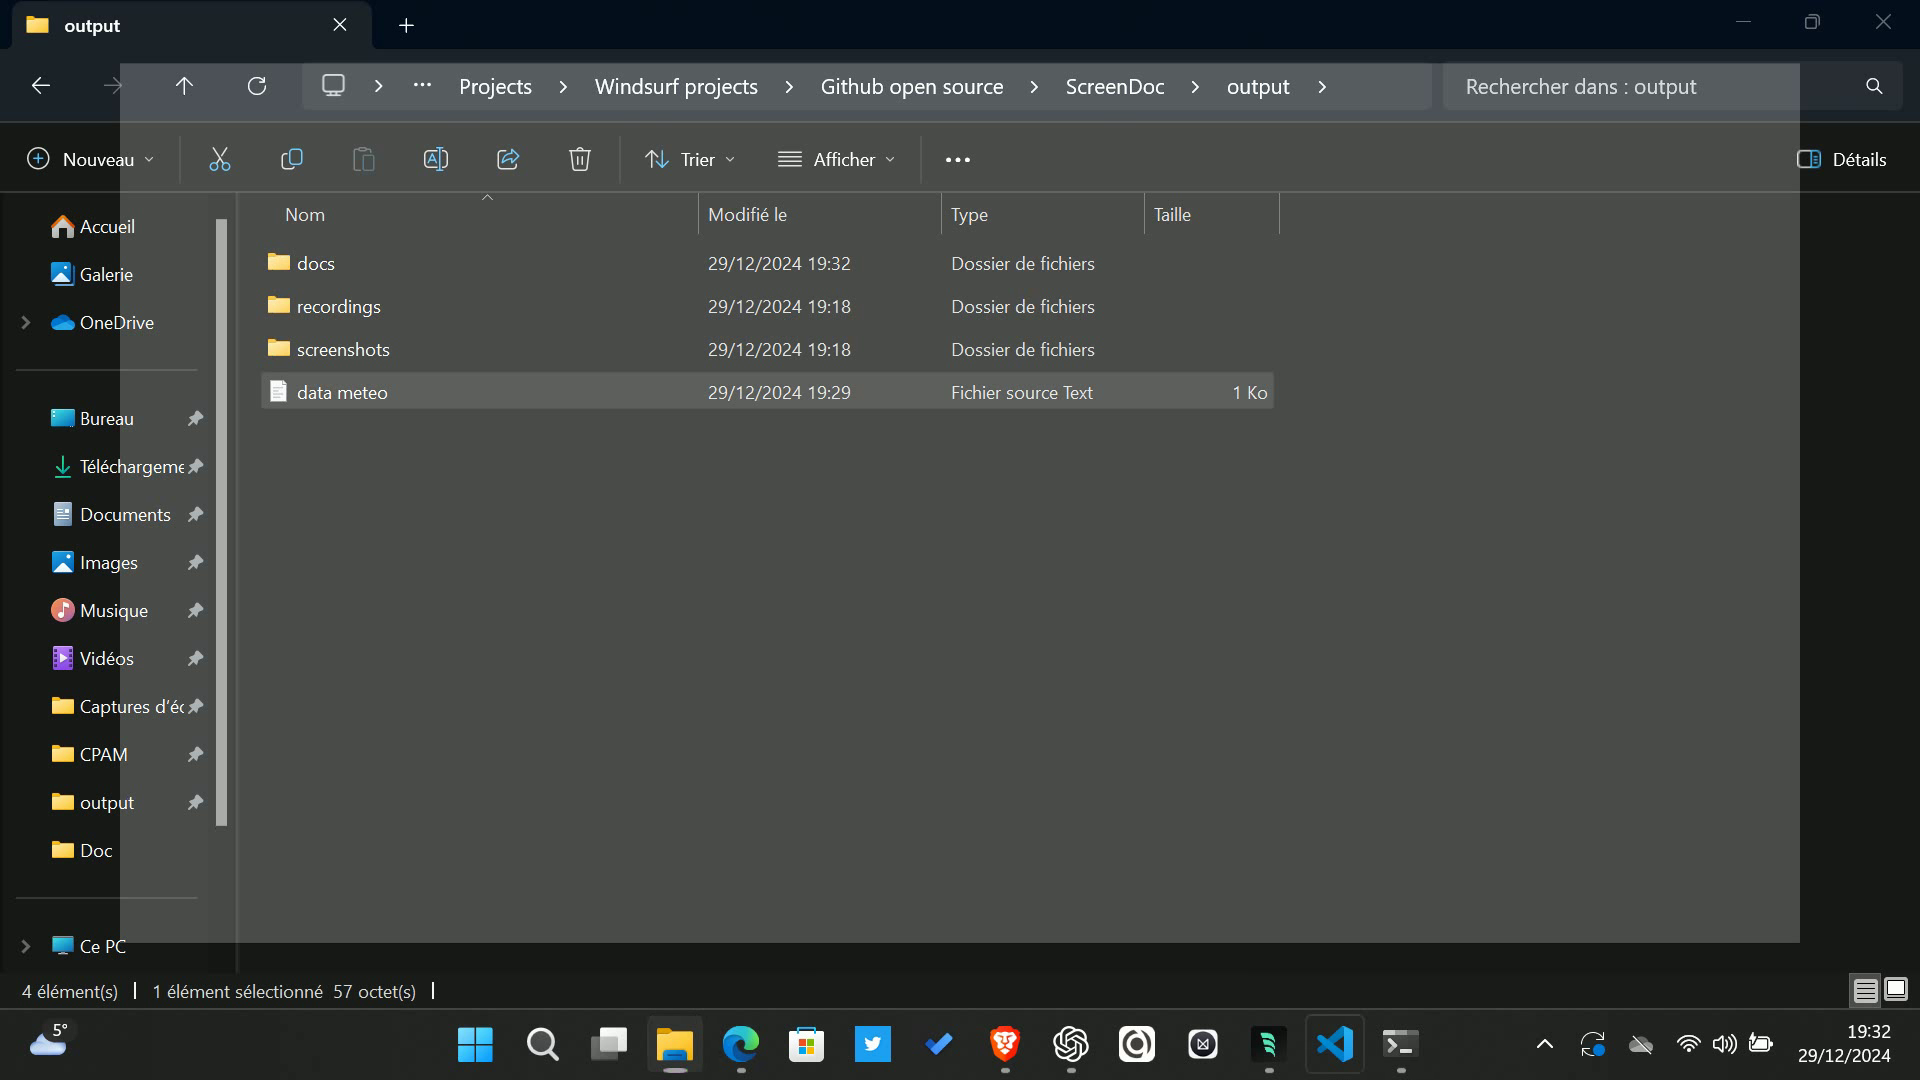 output
Projects
Windsurf projects
Github open source
ScreenDoc
output
Rechercher dans : output
Nouveau
Trier
Afficher
Détails
Nom
Modifié le
Type
Taille
docs
29/12/2024 19:32
Dossier de fichiers
recordings
29/12/2024 19:18
Dossier de fichiers
screenshots
29/12/2024 19:18
Dossier de fichiers
data meteo
29/12/2024 19:29
Fichier source Text
1 Ko
Accueil
Galerie
OneDrive
Bureau
Téléchargeme
Documents
Images
Musique
Vidéos
Captures d'éc
CPAM
output
Doc
Ce PC
4 élément(s)
1 élément sélectionné 57 octet(s)
5°
19:32
29/12/2024